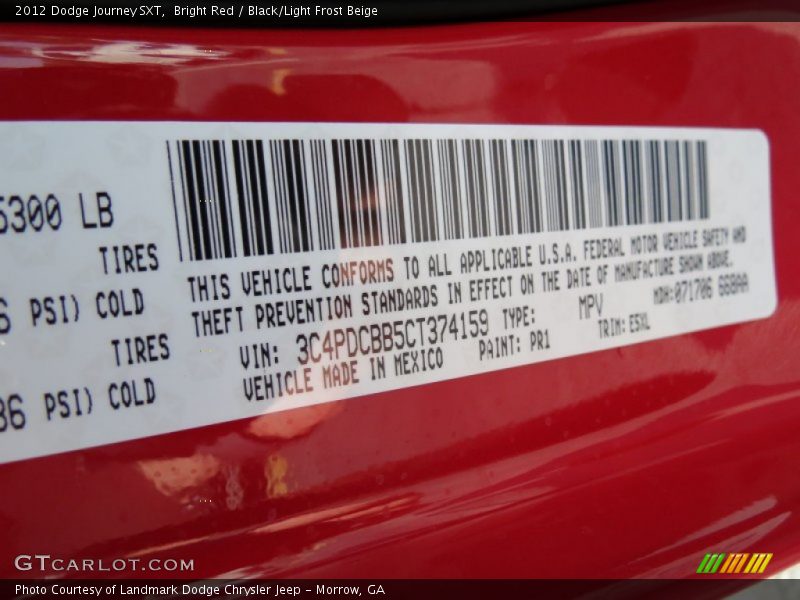 2012 Dodge Journey SXT, Bright Red / Black/Light Frost Beige
5300 LB
TIRES
THIS VEHICLE CONFORMS TO ALL APPLICABLE U.S.A. FEDERAL MOTOR VEHICLE SAFETY AND
PSI) COLD
THEFT PREVENTION STANDARDS IN EFFECT ON THE DATE OF MANUFACTURE SHOWN ABOVE.
TIRES
VIN: 3C4PDCBB5CT374159 TYPE: MPV MDH:071706 668AA
36 PSI) COLD
VEHICLE MADE IN MEXICO PAINT: PR1 TRIM:E5XL
GTCARLOT.COM
Photo Courtesy of Landmark Dodge Chrysler Jeep - Morrow, GA